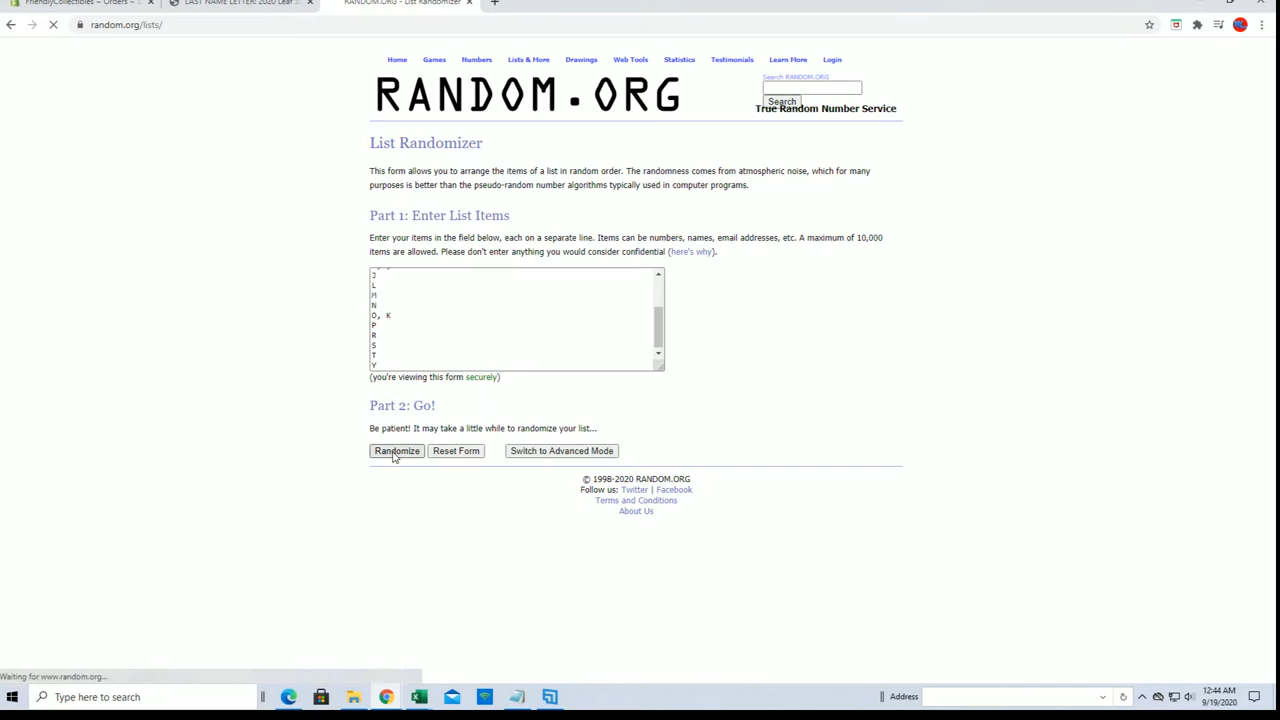 FriendlyCollectibles ~ Orders ~ S
LAST NAME LETTER: 2020 Leaf S
RANDOM.ORG - List Randomizer
random.org/lists/
Home Games Numbers Lists & More Drawings Web Tools Statistics Testimonials Learn More Login
RANDOM.ORG
Search RANDOM.ORG
Search
True Random Number Service
List Randomizer
This form allows you to arrange the items of a list in random order. The randomness comes from atmospheric noise, which for many
purposes is better than the pseudo-random number algorithms typically used in computer programs.
Part 1: Enter List Items
Enter your items in the field below, each on a separate line. Items can be numbers, names, email addresses, etc. A maximum of 10,000
items are allowed. Please don't enter anything you would consider confidential (here's why).
J
L
M
N
O, K
P
R
S
T
Y
(you're viewing this form securely)
Part 2: Go!
Be patient! It may take a little while to randomize your list...
Randomize Reset Form Switch to Advanced Mode
© 1998-2020 RANDOM.ORG
Follow us: Twitter | Facebook
Terms and Conditions
About Us
Waiting for www.random.org...
Type here to search
Address
12:44 AM
9/19/2020